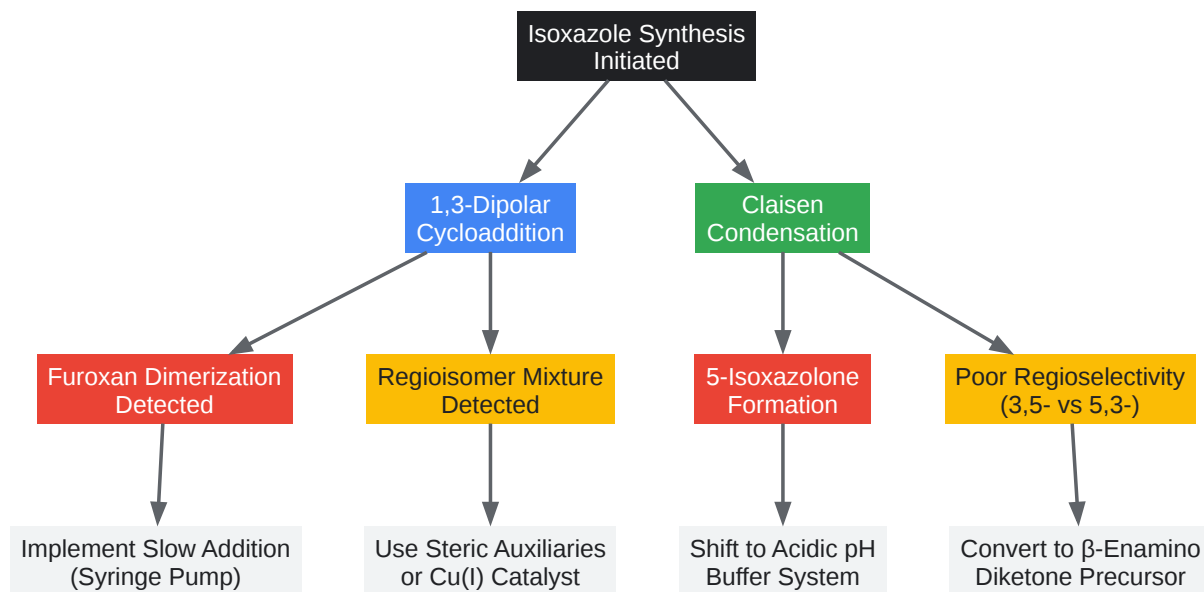 Isoxazole Synthesis
Initiated
1,3-Dipolar
Cycloaddition
Claisen
Condensation
Furoxan Dimerization
Detected
Regioisomer Mixture
Detected
5-Isoxazolone
Formation
Poor Regioselectivity
(3,5- vs 5,3-)
Implement Slow Addition
(Syringe Pump)
Use Steric Auxiliaries
or Cu(I) Catalyst
Shift to Acidic pH
Buffer System
Convert to β-Enamino
Diketone Precursor